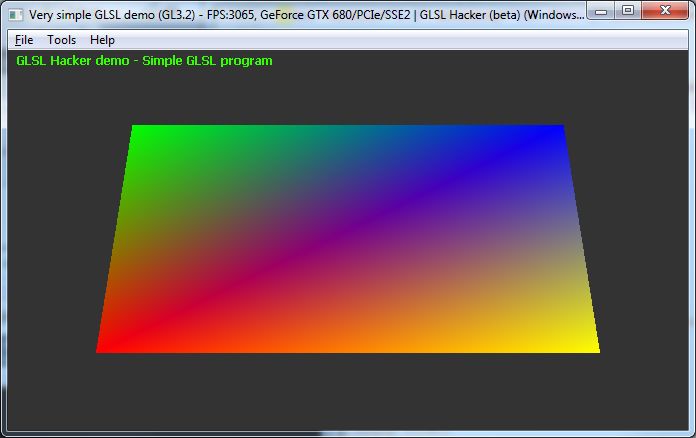 Very simple GLSL demo (GL3.2) - FPS:3065, GeForce GTX 680/PCIe/SSE2 | GLSL Hacker (beta) (Windows...
File Tools Help
GLSL Hacker demo - Simple GLSL program